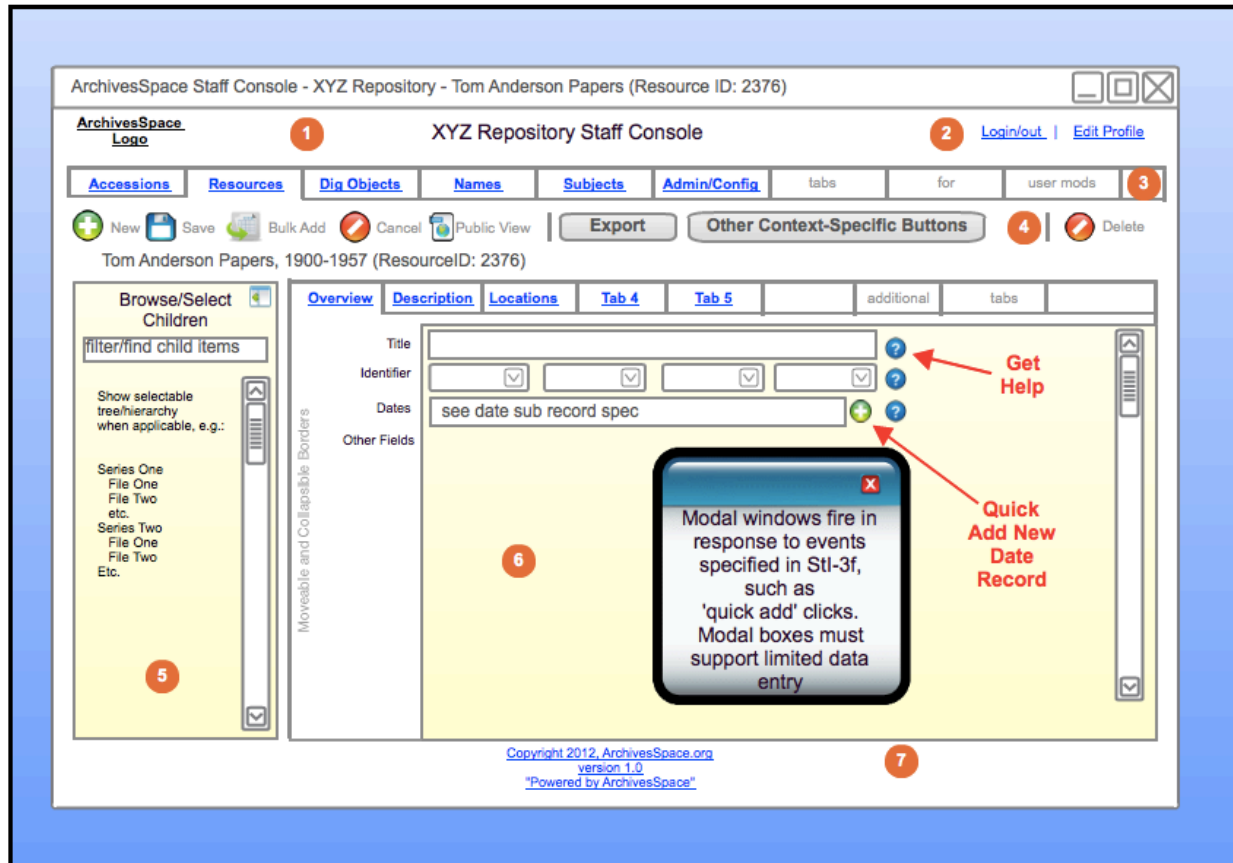 ArchivesSpace Staff Console - XYZ Repository - Tom Anderson Papers (Resource ID: 2376)
ArchivesSpace
Logo
1
XYZ Repository Staff Console
2
Login/out | Edit Profile
Accessions Resources Dig Objects Names Subjects Admin/Config tabs for user mods 3
New Save Bulk Add Cancel Public View Export Other Context-Specific Buttons 4 Delete
Tom Anderson Papers, 1900-1957 (ResourceID: 2376)
Browse/Select
Children
filter/find child items
Show selectable
tree/hierarchy
when applicable, e.g.:
Series One
File One
File Two
etc.
Series Two
File One
File Two
Etc.
5
Overview Description Locations Tab 4 Tab 5 additional tabs
Moveable and Collapsible Borders
Title ?
Identifier ?
Dates see date sub record spec ?
Other Fields
Get
Help
Quick
Add New
Date
Record
6
Modal windows fire in
response to events
specified in StI-3f,
such as
'quick add' clicks.
Modal boxes must
support limited data
entry
Copyright 2012, ArchivesSpace.org
version 1.0
"Powered by ArchivesSpace"
7